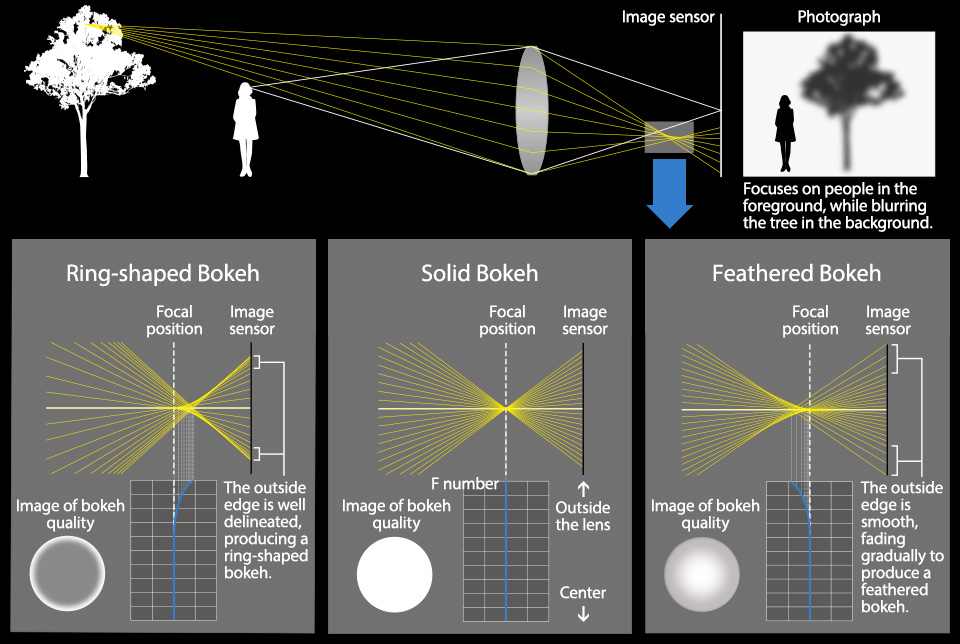 Image sensor
Photograph
Focuses on people in the
foreground, while blurring
the tree in the background.
Ring-shaped Bokeh
Focal
position
Image
sensor
Image of bokeh
quality
The outside
edge is well
delineated,
producing a
ring-shaped
bokeh.
Solid Bokeh
Focal
position
Image
sensor
F number
Image of bokeh
quality
Outside
the lens
Center
Feathered Bokeh
Focal
position
Image
sensor
Image of bokeh
quality
The outside
edge is
smooth,
fading
gradually to
produce a
feathered
bokeh.